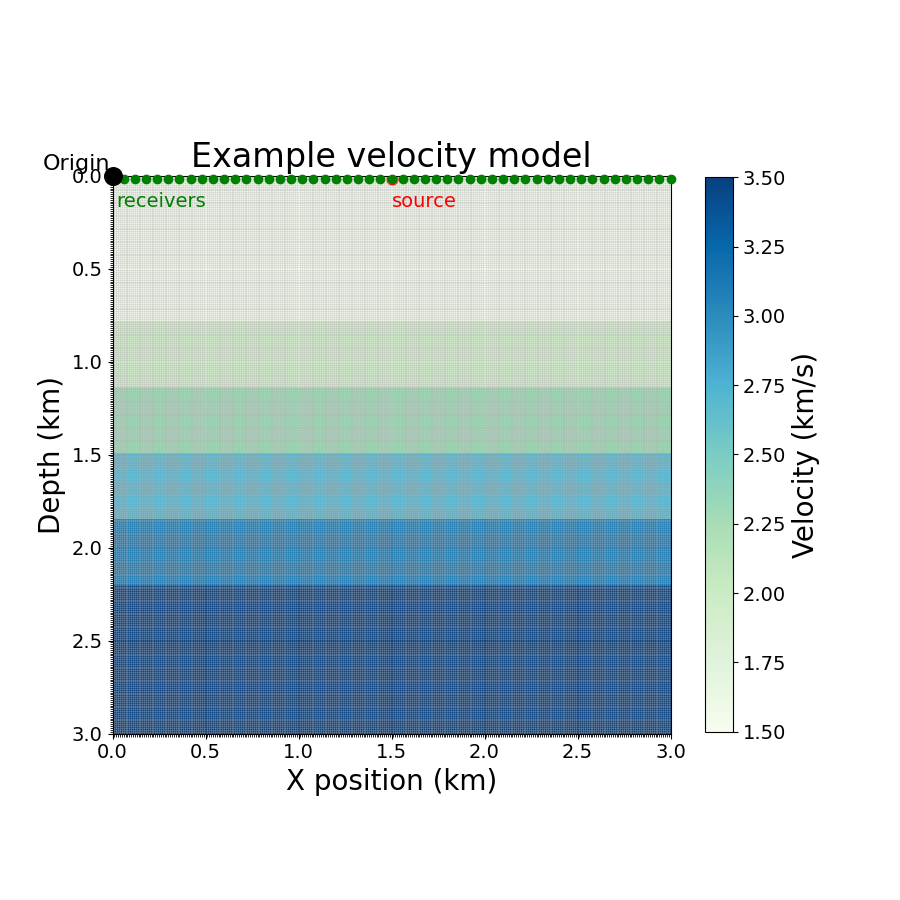 Example velocity model
Origin
receivers
source
0.0
0.5
1.0
1.5
2.0
2.5
3.0
Depth (km)
0.0 0.5 1.0 1.5 2.0 2.5 3.0
X position (km)
3.50
3.25
3.00
2.75
2.50
2.25
2.00
1.75
1.50
Velocity (km/s)